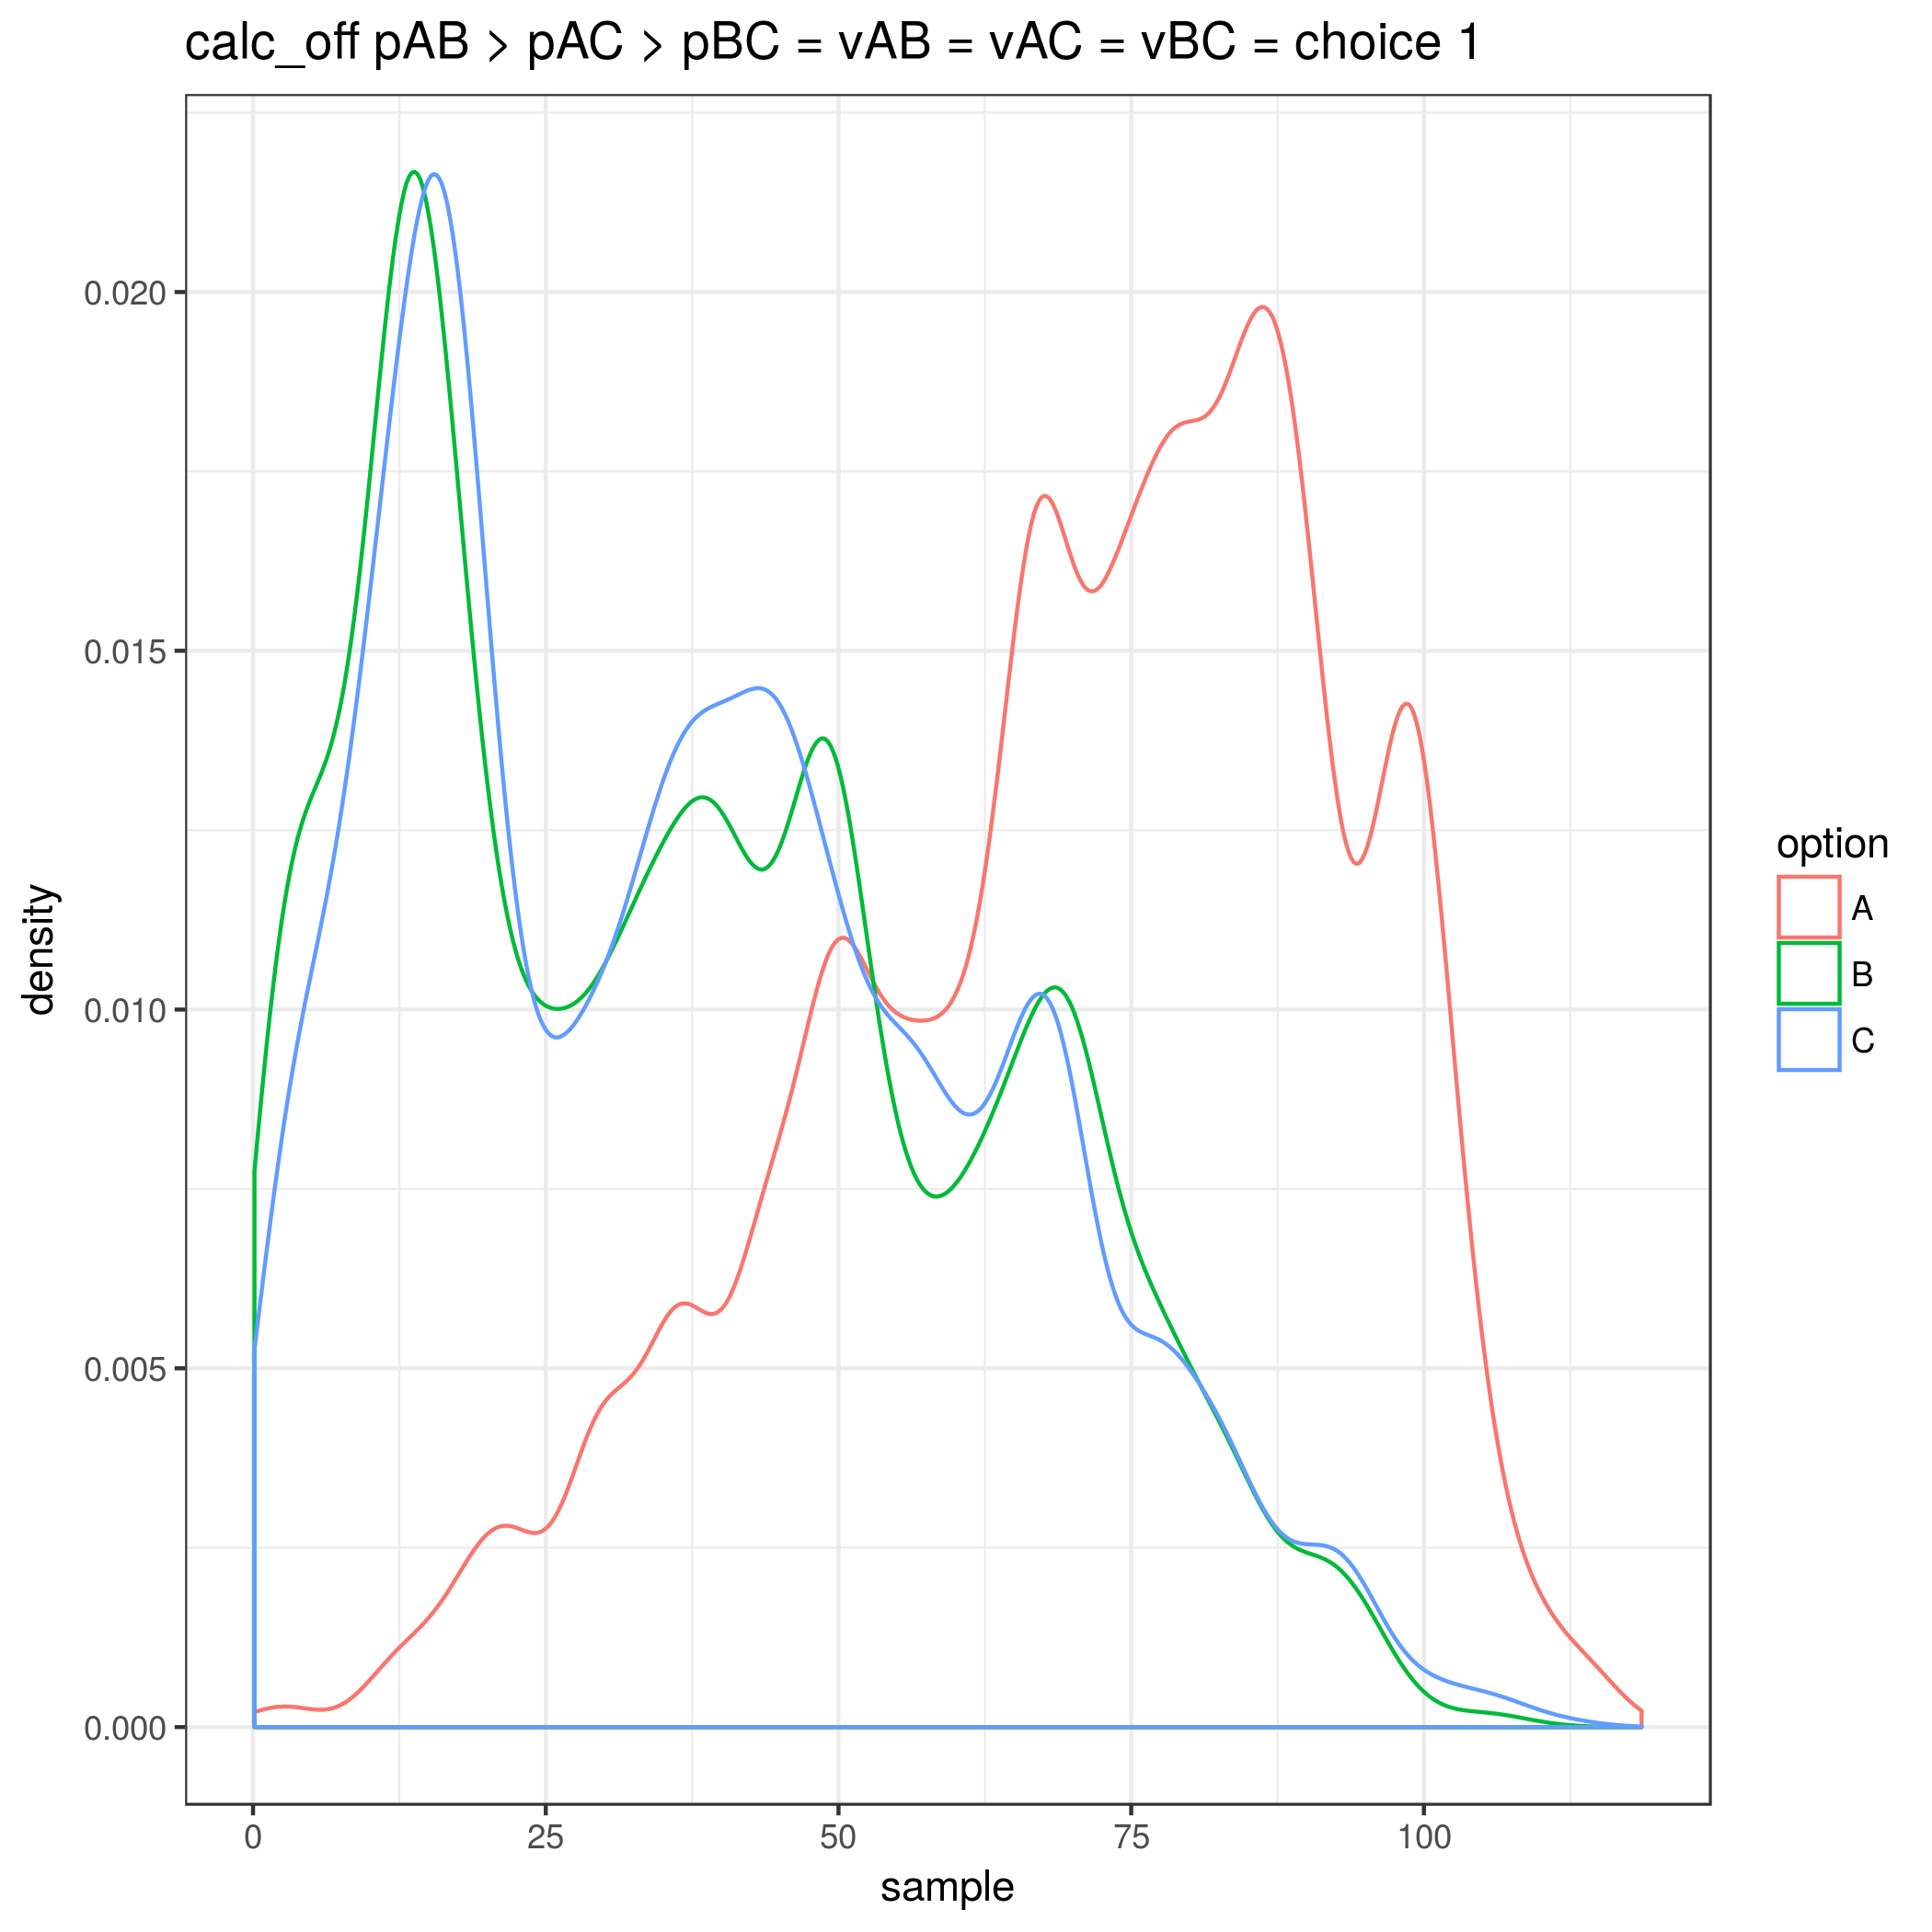 calc_off pAB > pAC > pBC = vAB = vAC = vBC = choice 1
0.020
0.015
0.010
0.005
0.000
density
0 25 50 75 100
sample
option
A
B
C